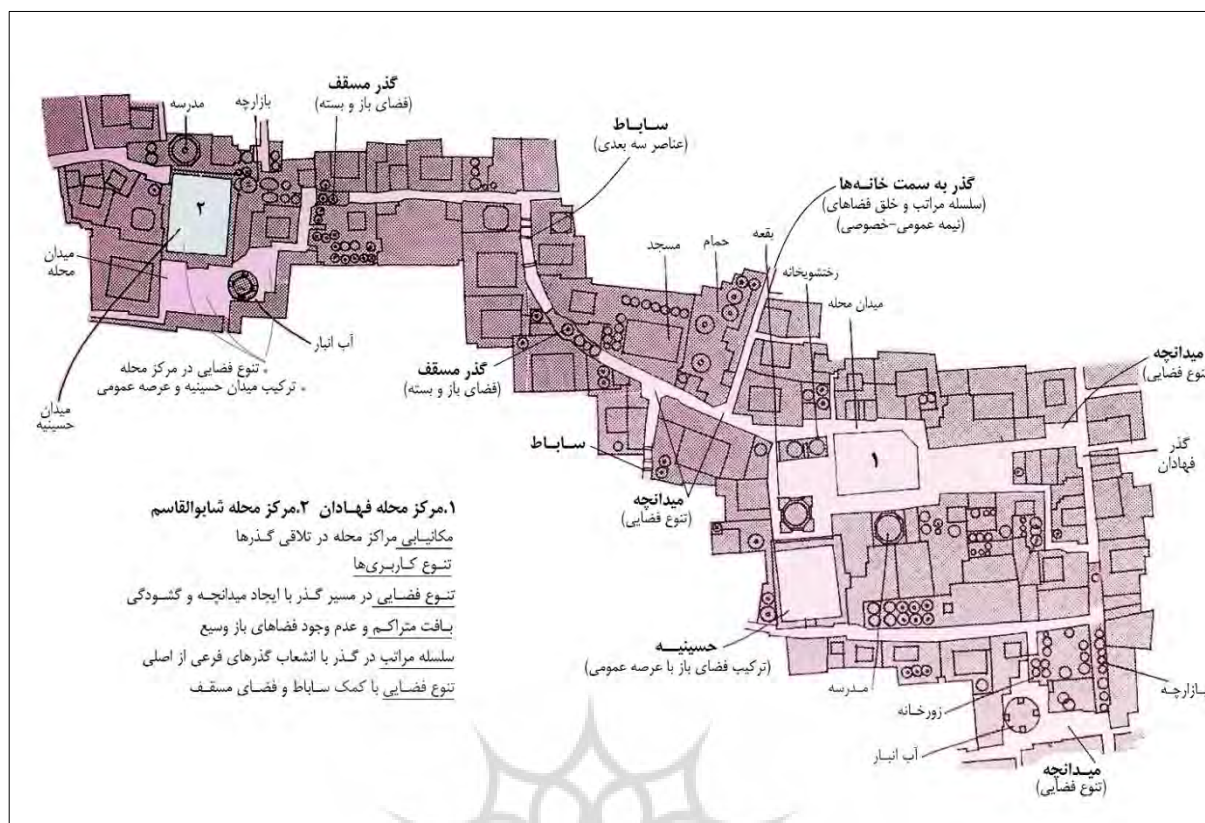 گذر مسقف
(فضای باز و بسته)
بازارچه
مدرسه
ساباط
(عناصر سه بعدی)
گذر به سمت خانه‌ها
(سلسله مراتب و خلق فضاهای
(نیمه عمومی-خصوصی)
بقعه
حمام
مسجد
رختشویخانه
میدان محله
۲
میدان
محله
آب انبار
گذر مسقف
(فضای باز و بسته)
* تنوع فضایی در مرکز محله
* ترکیب میدان حسینیه و عرصه عمومی
میدان
حسینیه
میدانچه
تنوع فضایی)
گذر
فهادان
۱
ساباط
میدانچه
(تنوع فضایی)
۱.مرکز محله فهادان ۲.مرکز محله شابوالقاسم
مکانیابی مراکز محله در تلاقی گذرها
تنوع کاربری‌ها
تنوع فضایی در مسیر گذر با ایجاد میدانچه و گشودگی
بافت متراکم و عدم وجود فضاهای باز وسیع
سلسله مراتب در گذر با انشعاب گذرهای فرعی از اصلی
تنوع فضایی با کمک ساباط و فضای مسقف
حسینیه
(ترکیب فضای باز با عرصه عمومی)
مدرسه
زورخانه
بازارچه
آب انبار
میدانچه
(تنوع فضایی)